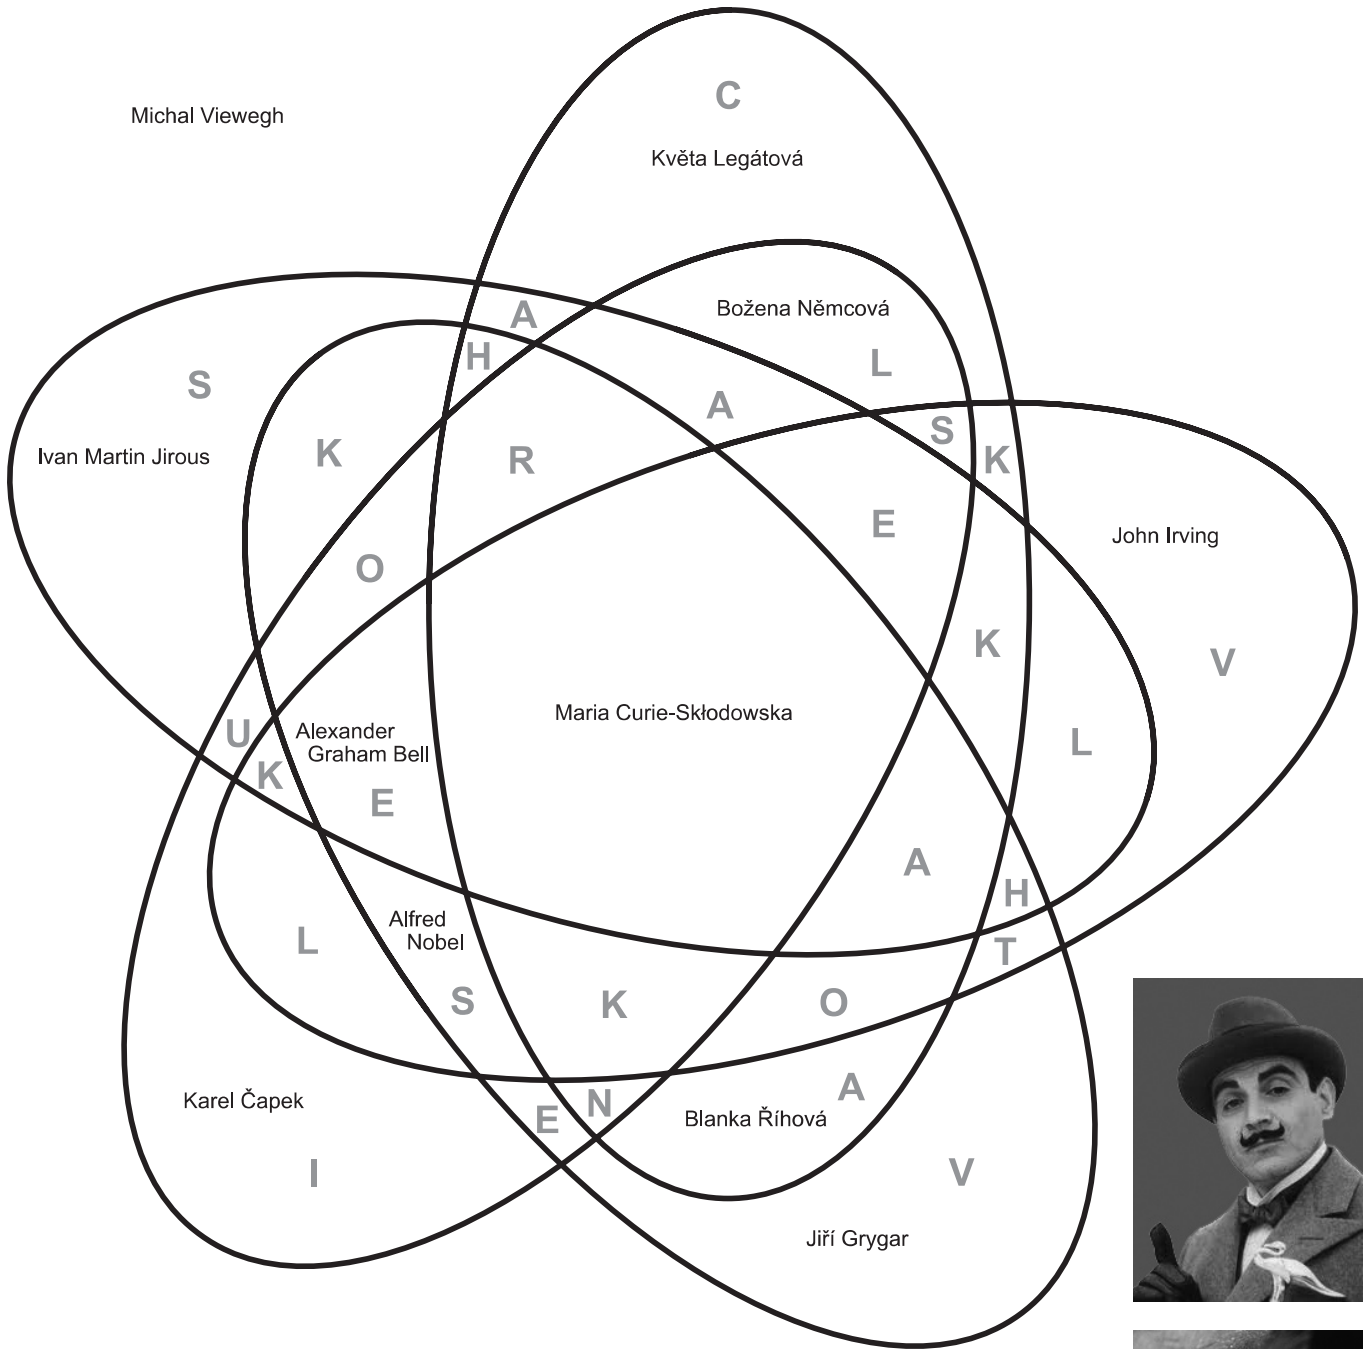 C
Michal Viewegh
Květa Legátová
Božena Němcová
A
H
L
S
A
K
R
S
K
Ivan Martin Jirous
E
John Irving
O
K
V
Maria Curie-Skłodowska
U
Alexander
Graham Bell
L
K
E
A
H
Alfred
Nobel
L
T
S
K
O
A
Karel Čapek
N
E
Blanka Říhová
I
V
Jiří Grygar